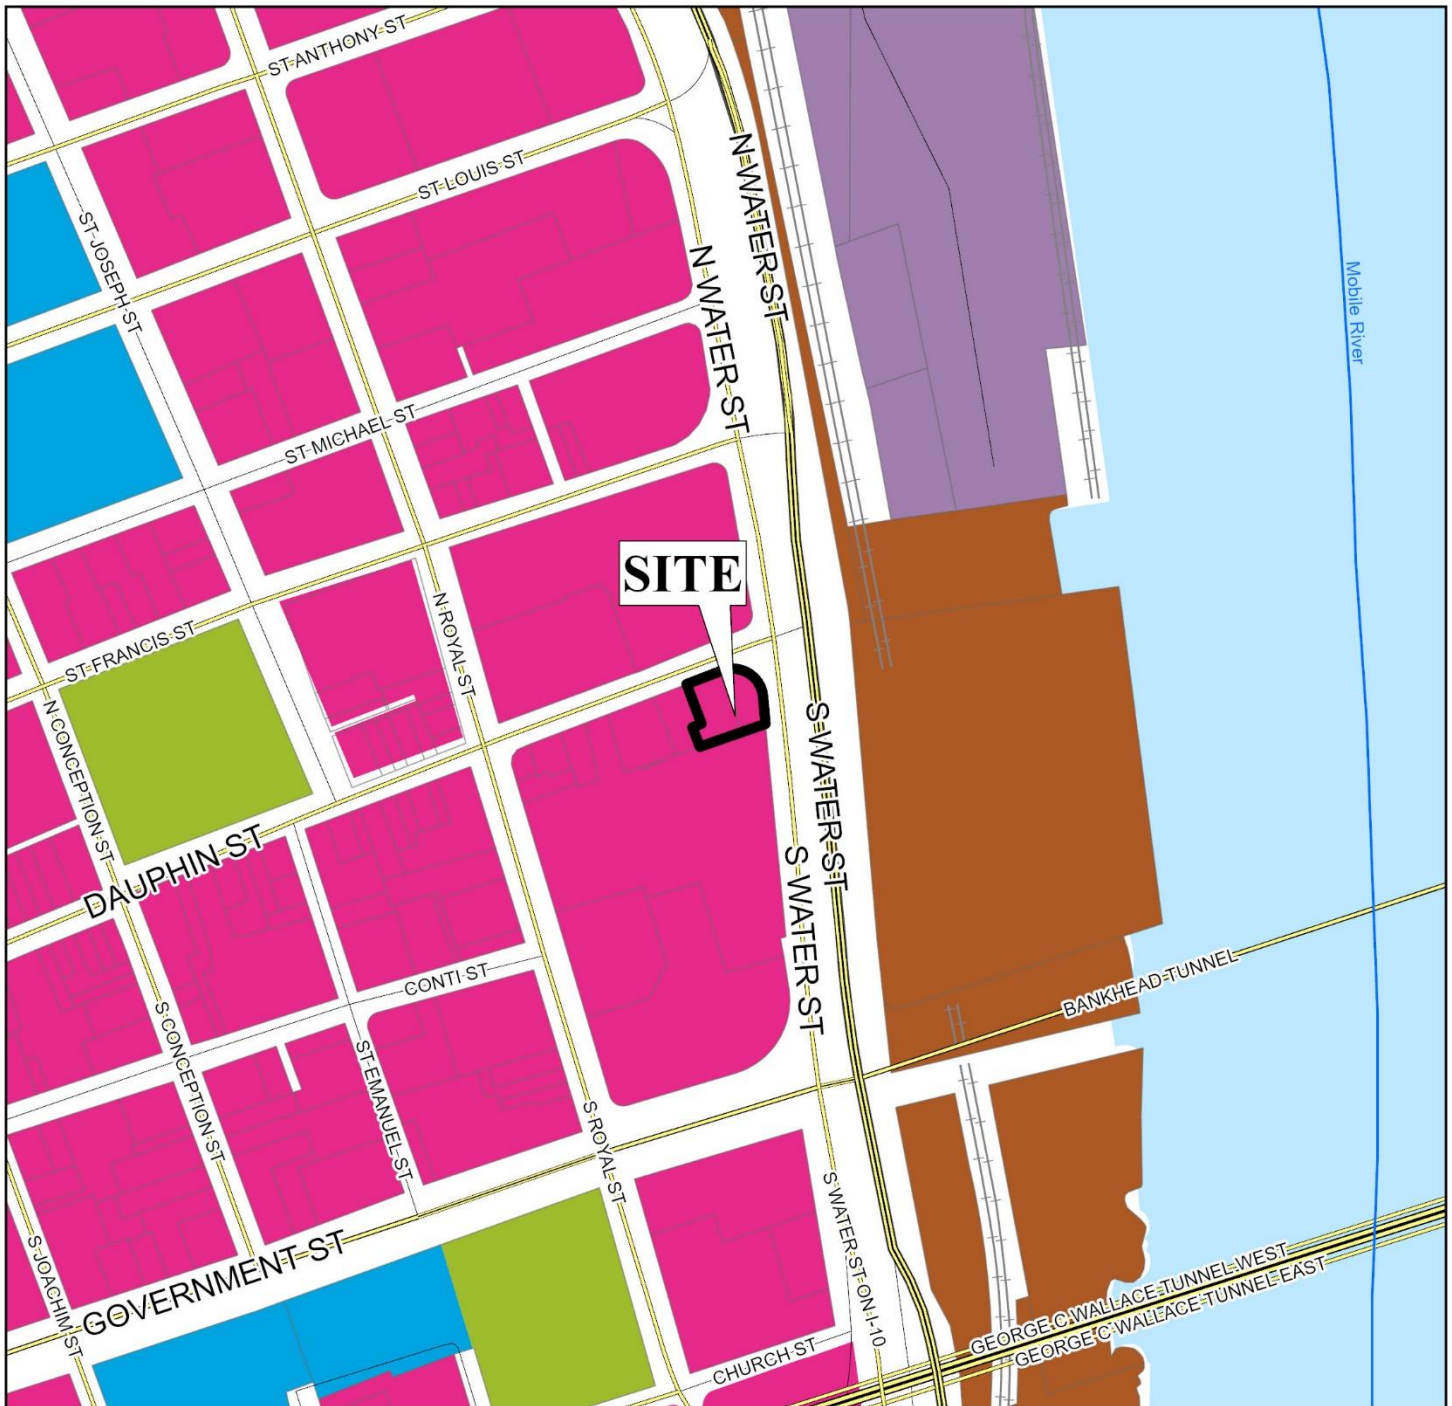 ST ANTHONY ST
N WATER ST
ST LOUIS ST
ST JOSEPH ST
N WATER ST
Mobile River
ST MICHAEL ST
SITE
N ROYAL ST
ST FRANCIS ST
N CONCEPTION ST
S WATER ST
DAUPHIN ST
S WATER ST
CONTI ST
BANKHEAD TUNNEL
S CONCEPTION ST
ST EMANUEL ST
S ROYAL ST
S WATER ST ON I-10
S JOACHIM ST
GOVERNMENT ST
GEORGE C WALLACE TUNNEL WEST
GEORGE C WALLACE TUNNEL EAST
CHURCH ST